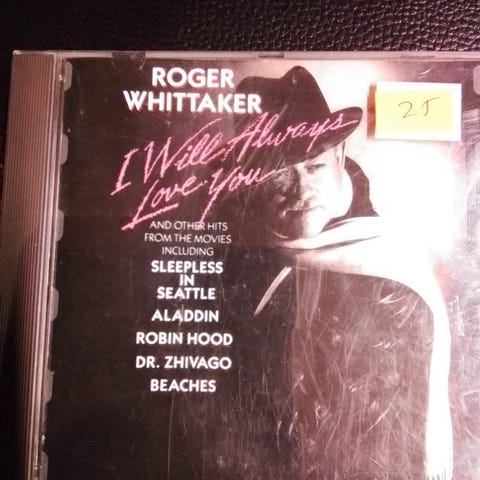 ROGER
WHITTAKER
I Will Always
Love You
AND OTHER HITS
FROM THE MOVIES
INCLUDING
SLEEPLESS
IN
SEATTLE
ALADDIN
ROBIN HOOD
DR. ZHIVAGO
BEACHES